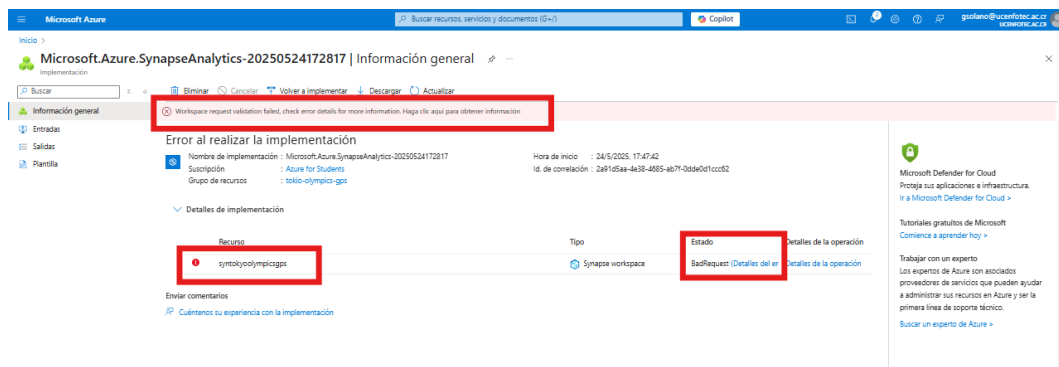 Microsoft Azure
Buscar recursos, servicios y documentos (G+/)
Copilot
gsolano@ucenfotec.ac.cr
UCENFOTEC.AC.CR
Inicio >
Microsoft.Azure.SynapseAnalytics-20250524172817 | Información general
Implementación
Buscar
Eliminar
Cancelar
Volver a implementar
Descargar
Actualizar
Información general
Entradas
Salidas
Plantilla
Workspace request validation failed, check error details for more information. Haga clic aquí para obtener información
Error al realizar la implementación
Nombre de implementación : Microsoft.Azure.SynapseAnalytics-20250524172817
Suscripción : Azure for Students
Grupo de recursos : tokio-olympics-gps
Hora de inicio : 24/5/2025, 17:47:42
Id. de correlación : 2a91d5aa-4e38-4685-ab7f-0dde0d1ccc62
Detalles de implementación
Recurso Tipo Estado Detalles de la operación
syntokyoolympicsgps Synapse workspace BadRequest (Detalles del er Detalles de la operación
Enviar comentarios
Cuéntenos su experiencia con la implementación
Microsoft Defender for Cloud
Proteja sus aplicaciones e infraestructura.
Ir a Microsoft Defender for Cloud >
Tutoriales gratuitos de Microsoft
Comience a aprender hoy >
Trabajar con un experto
Los expertos de Azure son asociados
proveedores de servicios que pueden ayudar
a administrar sus recursos en Azure y ser la
primera línea de soporte técnico.
Buscar un experto de Azure >